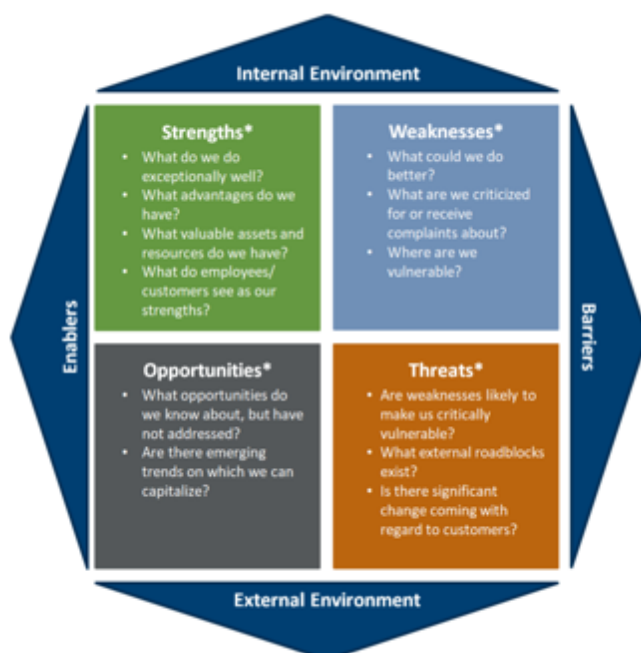 Internal Environment
Enablers
Strengths*
• What do we do
exceptionally well?
• What advantages do we
have?
• What valuable assets and
resources do we have?
• What do employees/
customers see as our
strengths?
Weaknesses*
• What could we do
better?
• What are we criticized
for or receive
complaints about?
• Where are we
vulnerable?
Barriers
Opportunities*
• What opportunities do
we know about, but have
not addressed?
• Are there emerging
trends on which we can
capitalize?
Threats*
• Are weaknesses likely to
make us critically
vulnerable?
• What external roadblocks
exist?
• Is there significant
change coming with
regard to customers?
External Environment